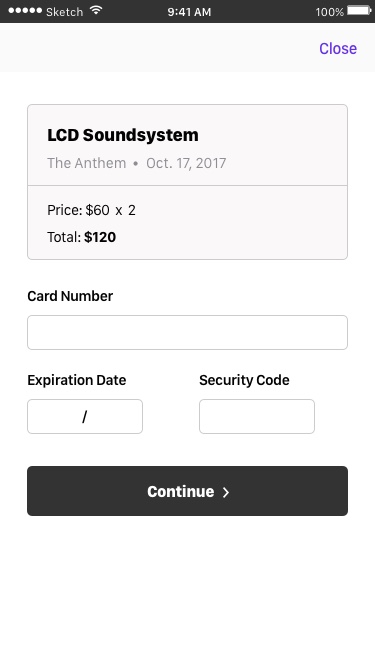 ●●●●● Sketch 9:41 AM 100%
Close
LCD Soundsystem
The Anthem • Oct. 17, 2017
Price: $60 x 2
Total: $120
Card Number
Expiration Date Security Code
/
Continue >